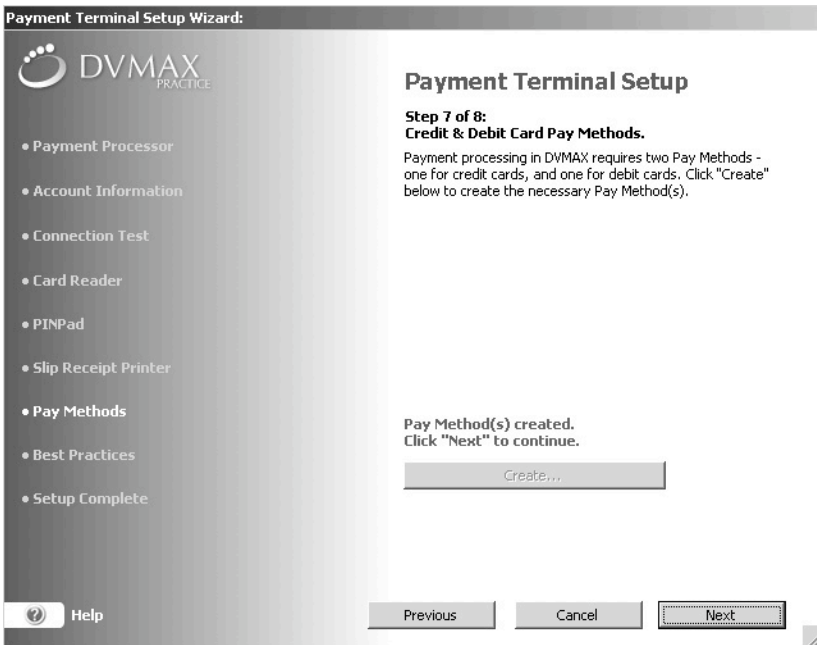 Payment Terminal Setup Wizard:
DVMAX
PRACTICE
• Payment Processor
• Account Information
• Connection Test
• Card Reader
• PINPad
• Slip Receipt Printer
• Pay Methods
• Best Practices
• Setup Complete
? Help
Payment Terminal Setup
Step 7 of 8:
Credit & Debit Card Pay Methods.
Payment processing in DVMAX requires two Pay Methods -
one for credit cards, and one for debit cards. Click "Create"
below to create the necessary Pay Method(s).
Pay Method(s) created.
Click "Next" to continue.
Create...
Previous
Cancel
Next